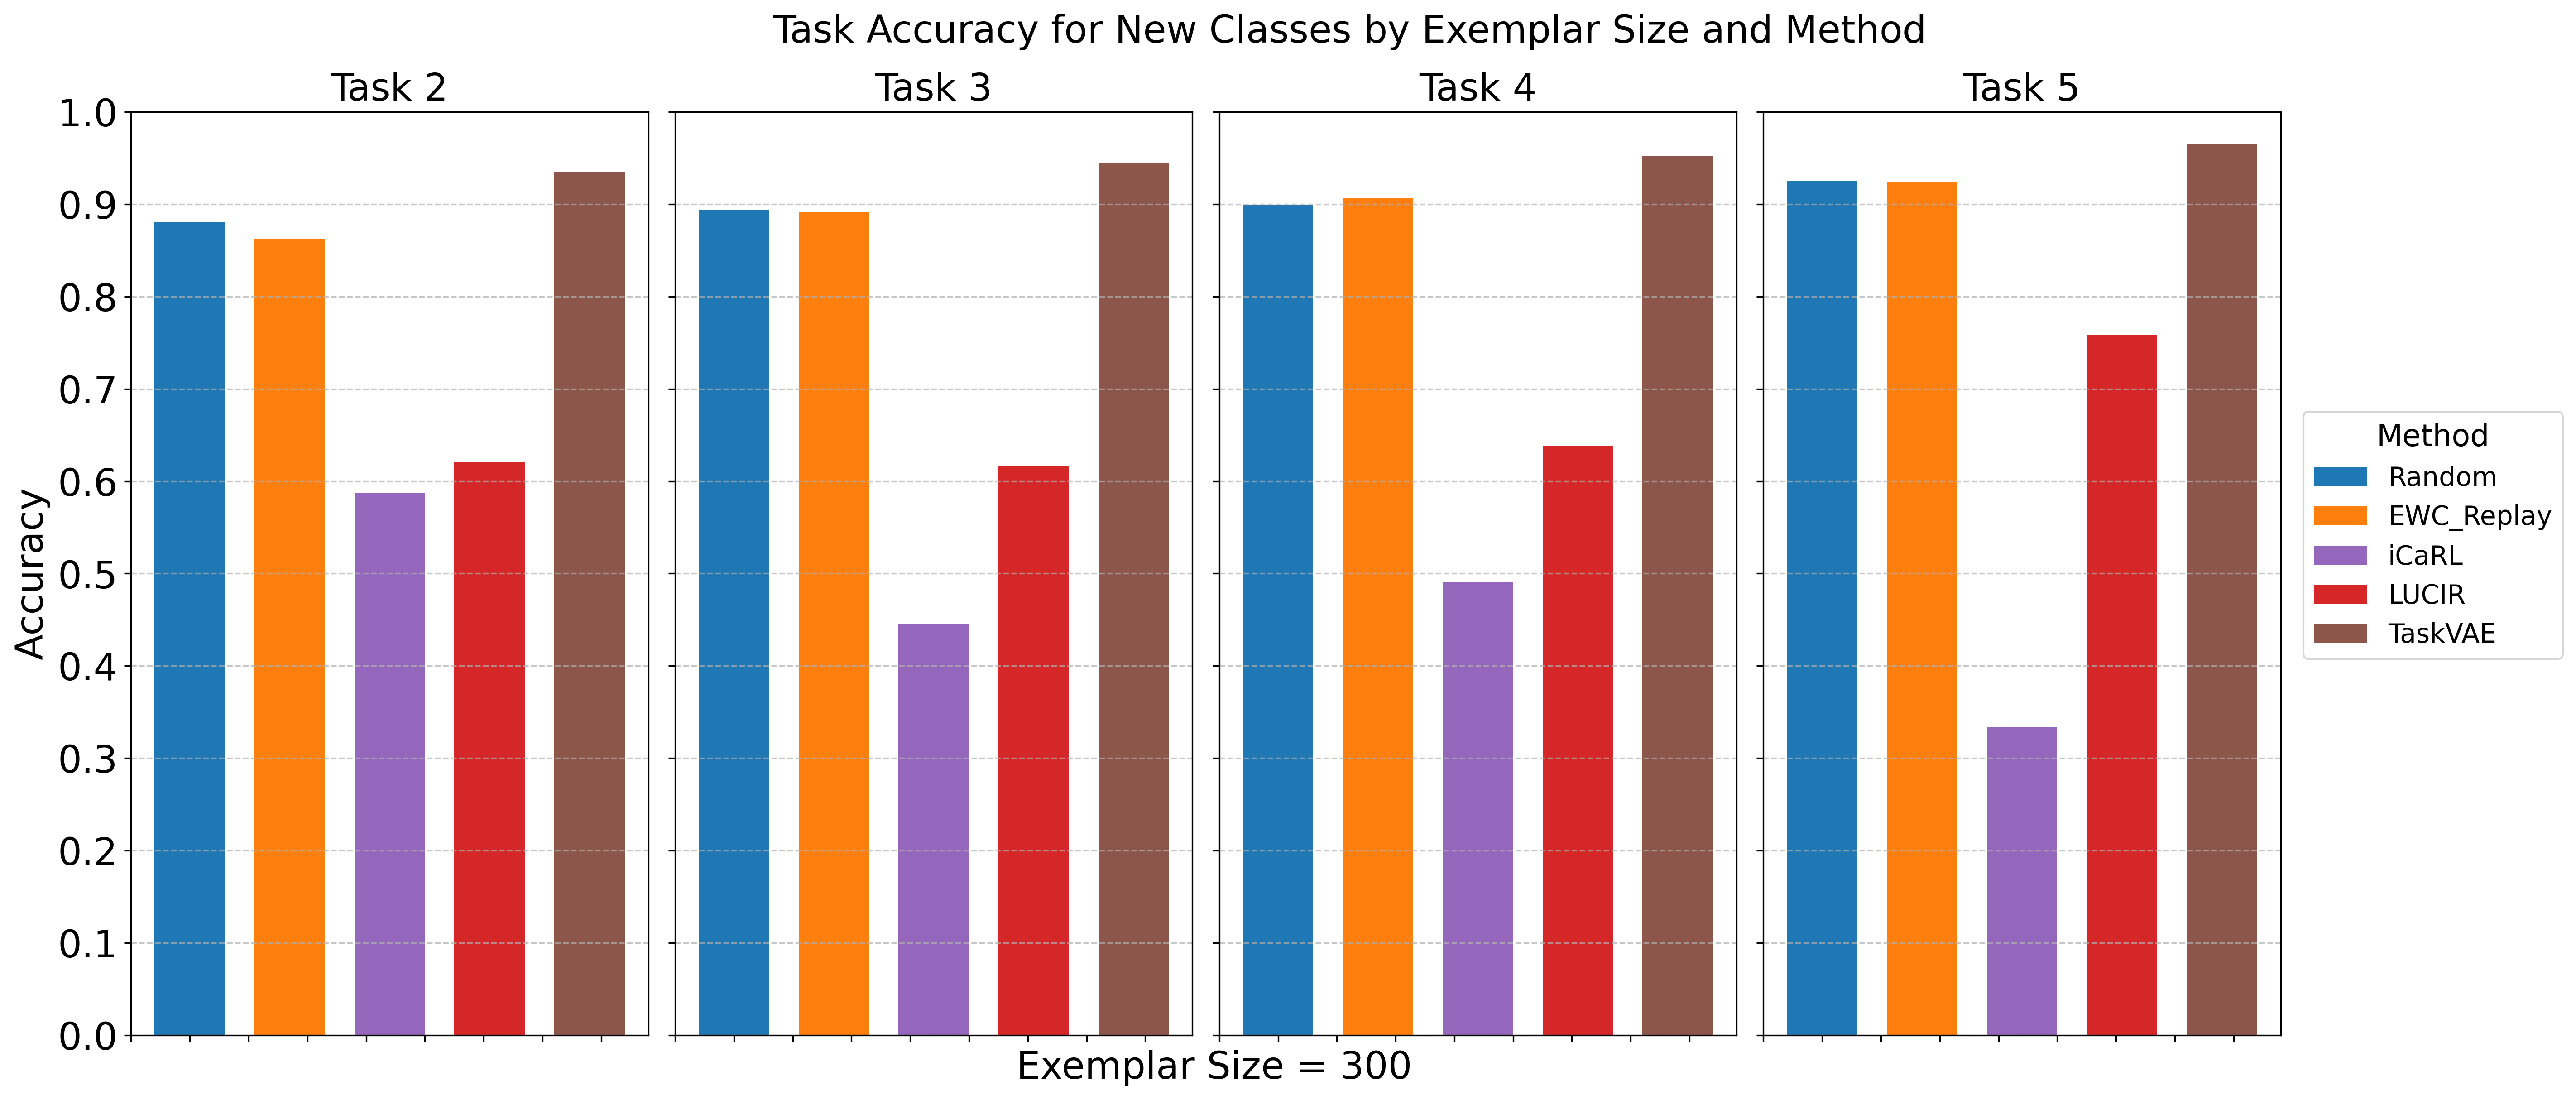 Task Accuracy for New Classes by Exemplar Size and Method
Task 2
Task 3
Task 4
Task 5
1.0
0.9
0.8
0.7
0.6
0.5
0.4
0.3
0.2
0.1
0.0
Accuracy
Exemplar Size = 300
Method
Random
EWC_Replay
iCaRL
LUCIR
TaskVAE